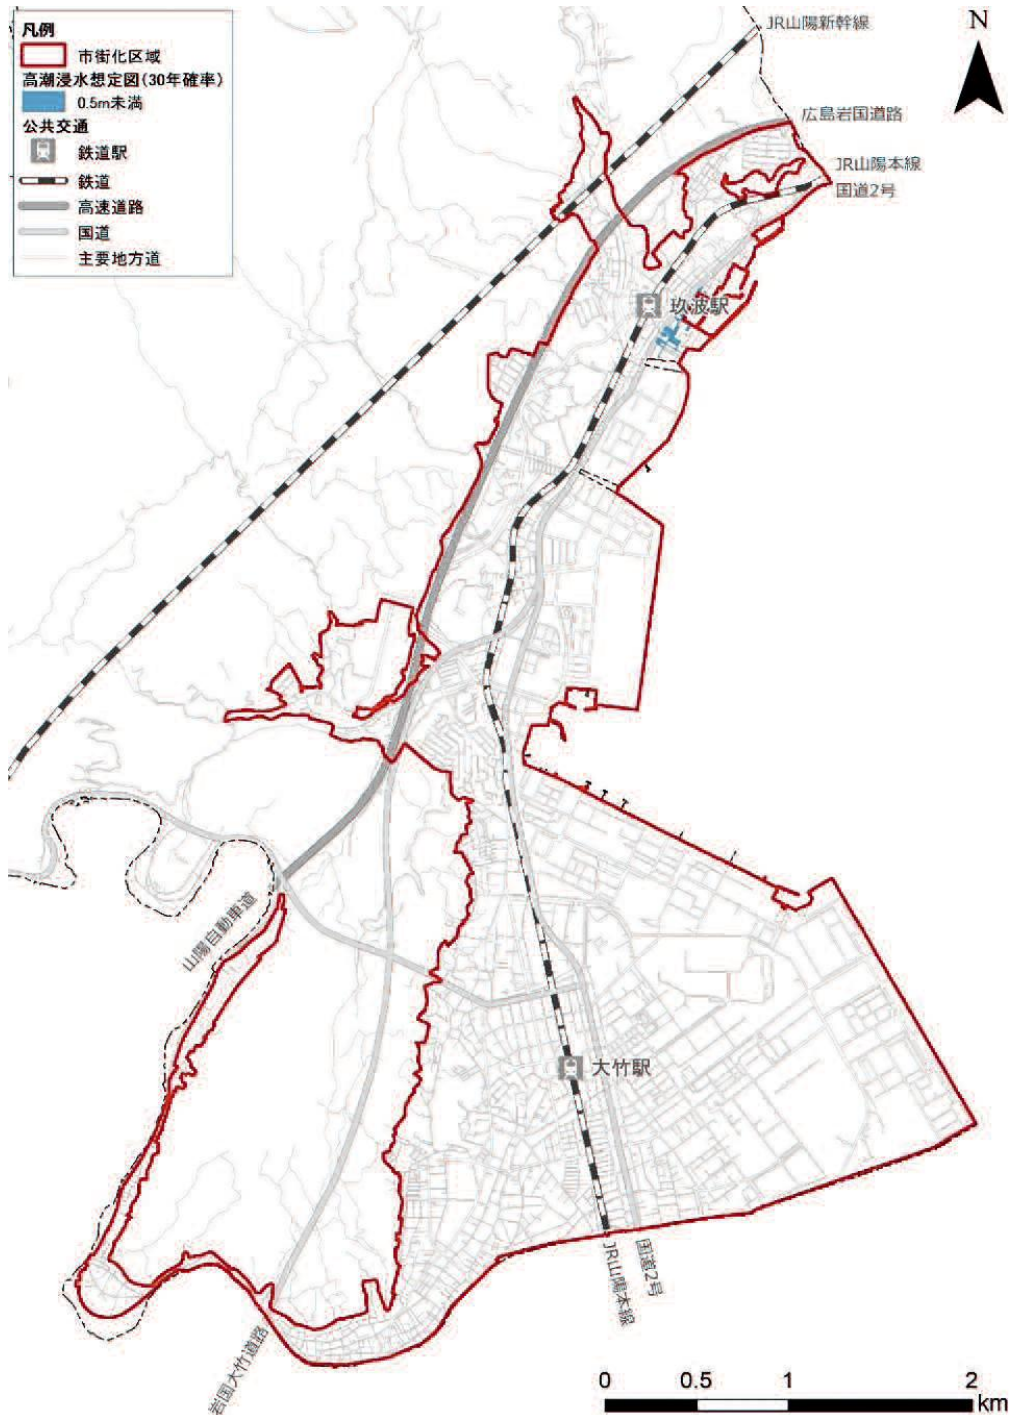 凡例
市街化区域
高潮浸水想定図(30年確率)
0.5m未満
公共交通
鉄道駅
鉄道
高速道路
国道
主要地方道
JR山陽新幹線
N
広島岩国道路
JR山陽本線
国道2号
玖波駅
山陽自動車道
大竹駅
国道2号
JR山陽本線
岩国大竹道路
0 0.5 1 2
km